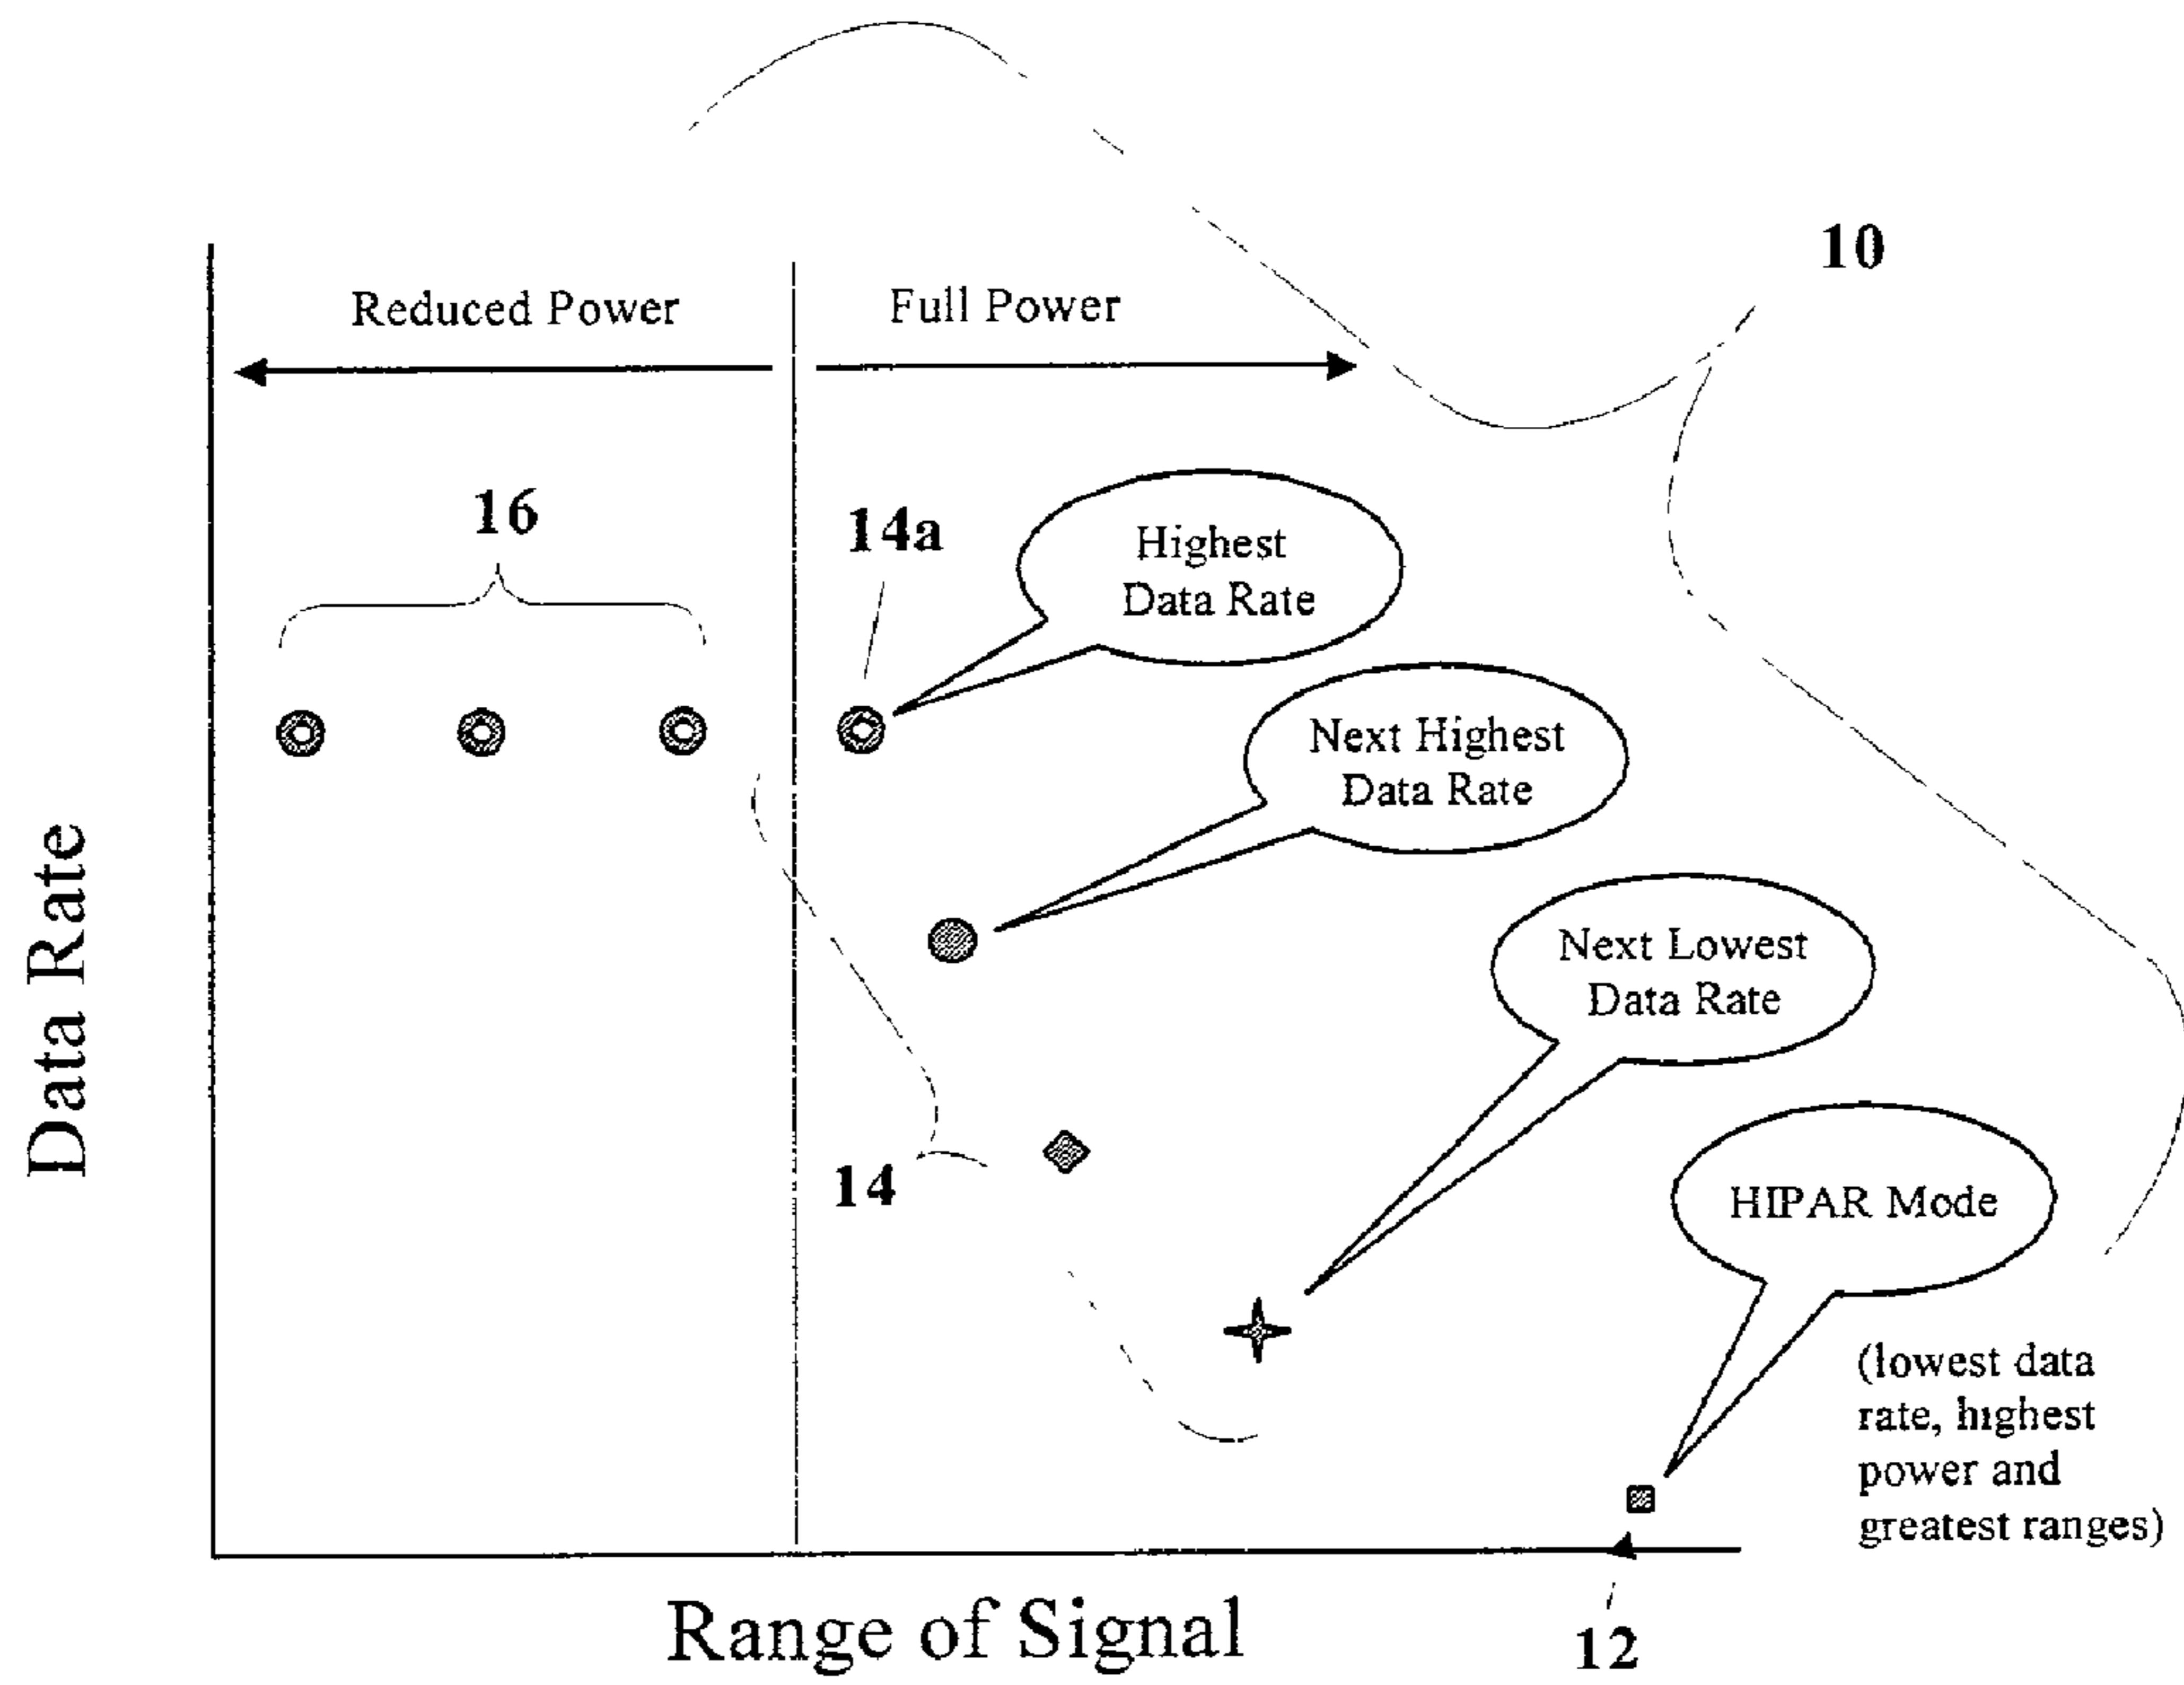 10
Reduced Power
Full Power
16
14a
Highest
Data Rate
Next Highest
Data Rate
Next Lowest
Data Rate
14
HIPAR Mode
(lowest data
rate, highest
power and
greatest ranges)
Data Rate
Range of Signal
12